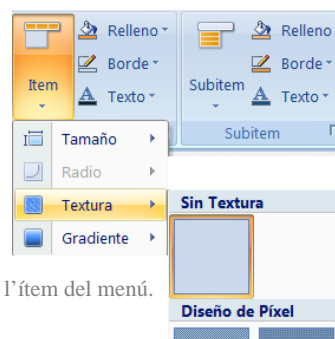 Relleno Relleno
Borde Borde
Item Subitem
Texto Texto
Subitem
Tamaño
Radio
Textura Sin Textura
Gradiente
l’ítem del menú.
Diseño de Píxel